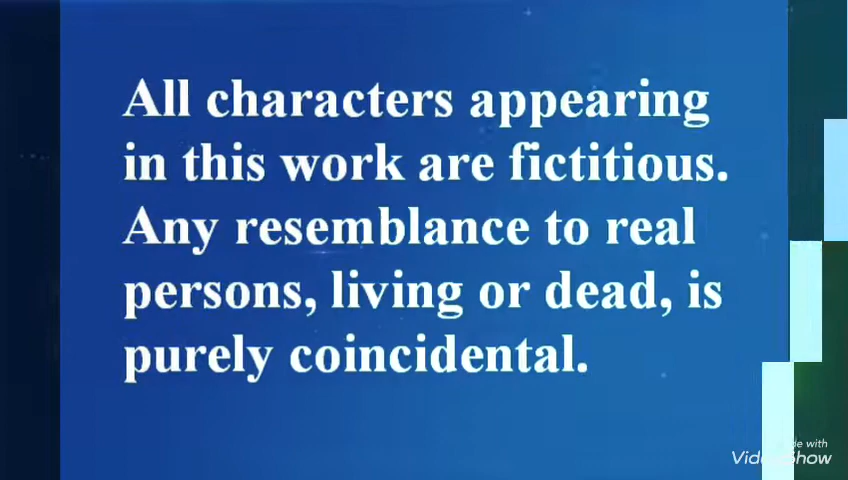 All characters appearing
in this work are fictitious.
Any resemblance to real
persons, living or dead, is
purely coincidental.
with